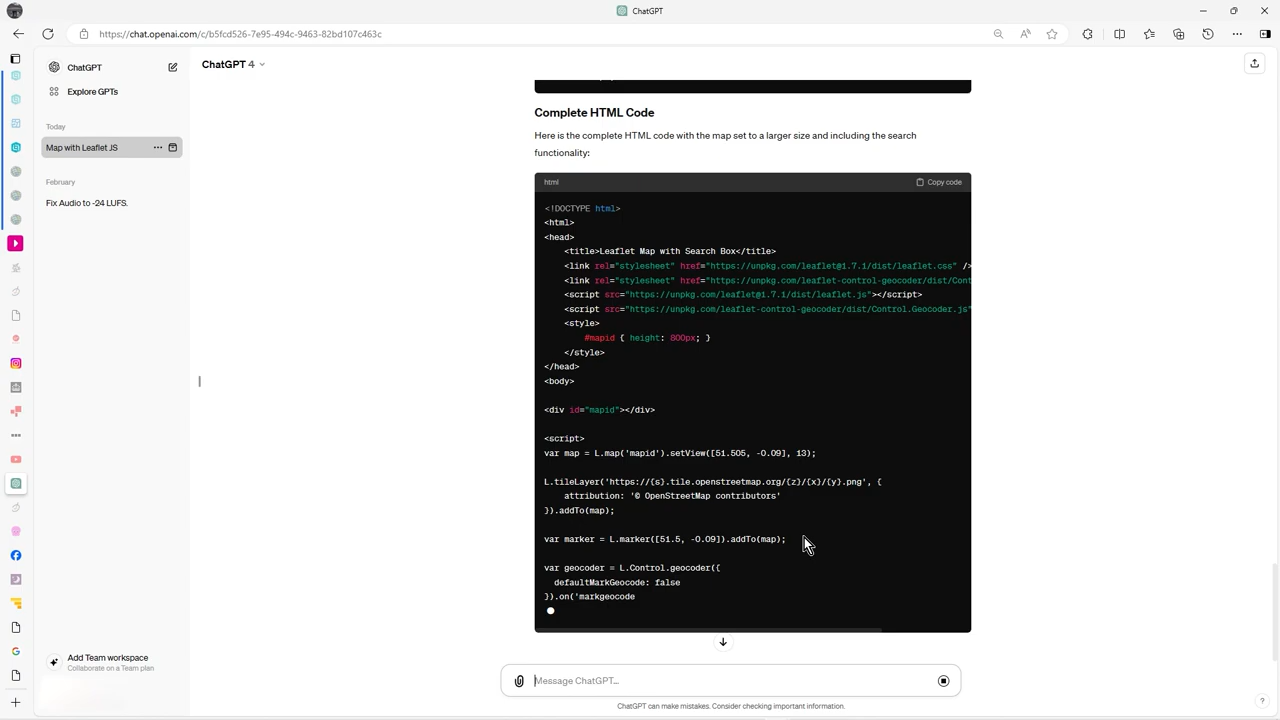 ChatGPT
https://chat.openai.com/c/b5fcd526-7e95-494c-9463-82bd107c463c
ChatGPT
Explore GPTs
Today
Map with Leaflet JS
February
Fix Audio to -24 LUFS.
Add Team workspace
Collaborate on a Team plan
ChatGPT 4
Complete HTML Code
Here is the complete HTML code with the map set to a larger size and including the search
functionality:
html
Copy code
<!DOCTYPE html>
<html>
<head>
<title>Leaflet Map with Search Box</title>
<link rel="stylesheet" href="https://unpkg.com/leaflet@1.7.1/dist/leaflet.css" />
<link rel="stylesheet" href="https://unpkg.com/leaflet-control-geocoder/dist/Cont
<script src="https://unpkg.com/leaflet@1.7.1/dist/leaflet.js"></script>
<script src="https://unpkg.com/leaflet-control-geocoder/dist/Control.Geocoder.js"
<style>
#mapid { height: 800px; }
</style>
</head>
<body>
<div id="mapid"></div>
<script>
var map = L.map('mapid').setView([51.505, -0.09], 13);
L.tileLayer('https://{s}.tile.openstreetmap.org/{z}/{x}/{y}.png', {
attribution: '© OpenStreetMap contributors'
}).addTo(map);
var marker = L.marker([51.5, -0.09]).addTo(map);
var geocoder = L.Control.geocoder({
defaultMarkGeocode: false
}).on('markgeocode
Message ChatGPT...
ChatGPT can make mistakes. Consider checking important information.
?